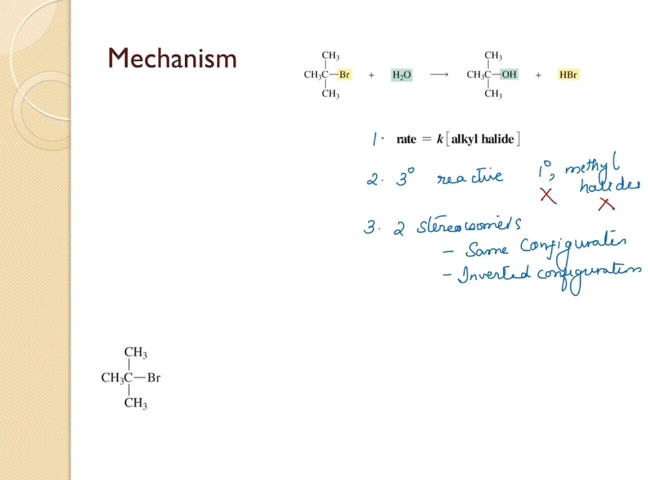 Mechanism
CH₃
CH₃C—Br + H₂O ⟶ CH₃C—OH + HBr
CH₃
CH₃
CH₃
1. rate = k[alkyl halide]
2. 3° reactive 1°, methyl halides
X X
3. 2 stereoisomers
- Same configuration
- Inverted configuration
CH₃
CH₃C—Br
CH₃